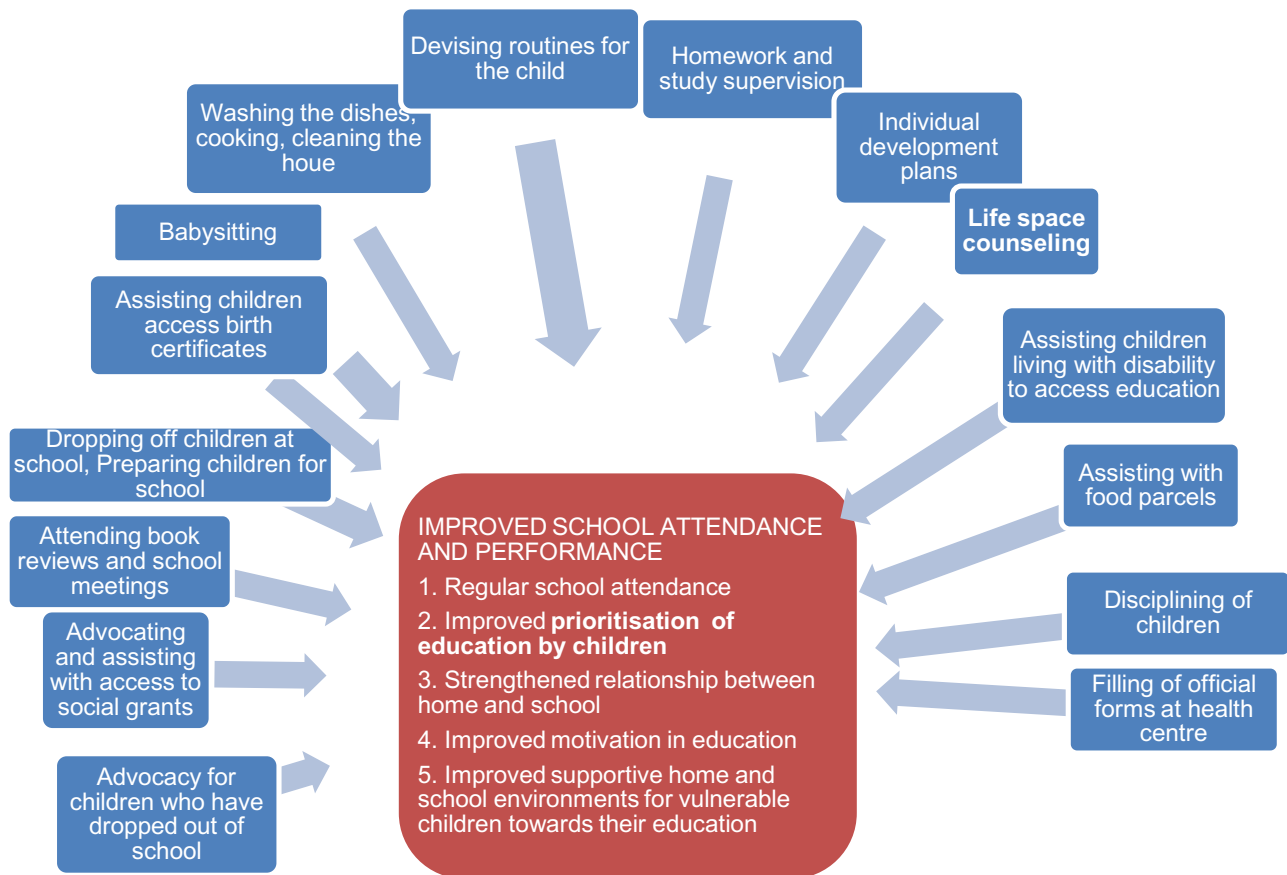 Devising routines for
the child
Homework and
study supervision
Washing the dishes,
cooking, cleaning the
houe
Individual
development
plans
Babysitting
Life space
counseling
Assisting children
access birth
certificates
Assisting children
living with disability
to access education
Dropping off children at
school, Preparing children for
school
Assisting with
food parcels
Attending book
reviews and school
meetings
Disciplining of
children
Advocating
and assisting
with access to
social grants
Filling of official
forms at health
centre
Advocacy for
children who have
dropped out of
school
IMPROVED SCHOOL ATTENDANCE
AND PERFORMANCE
1. Regular school attendance
2. Improved prioritisation of
education by children
3. Strengthened relationship between
home and school
4. Improved motivation in education
5. Improved supportive home and
school environments for vulnerable
children towards their education